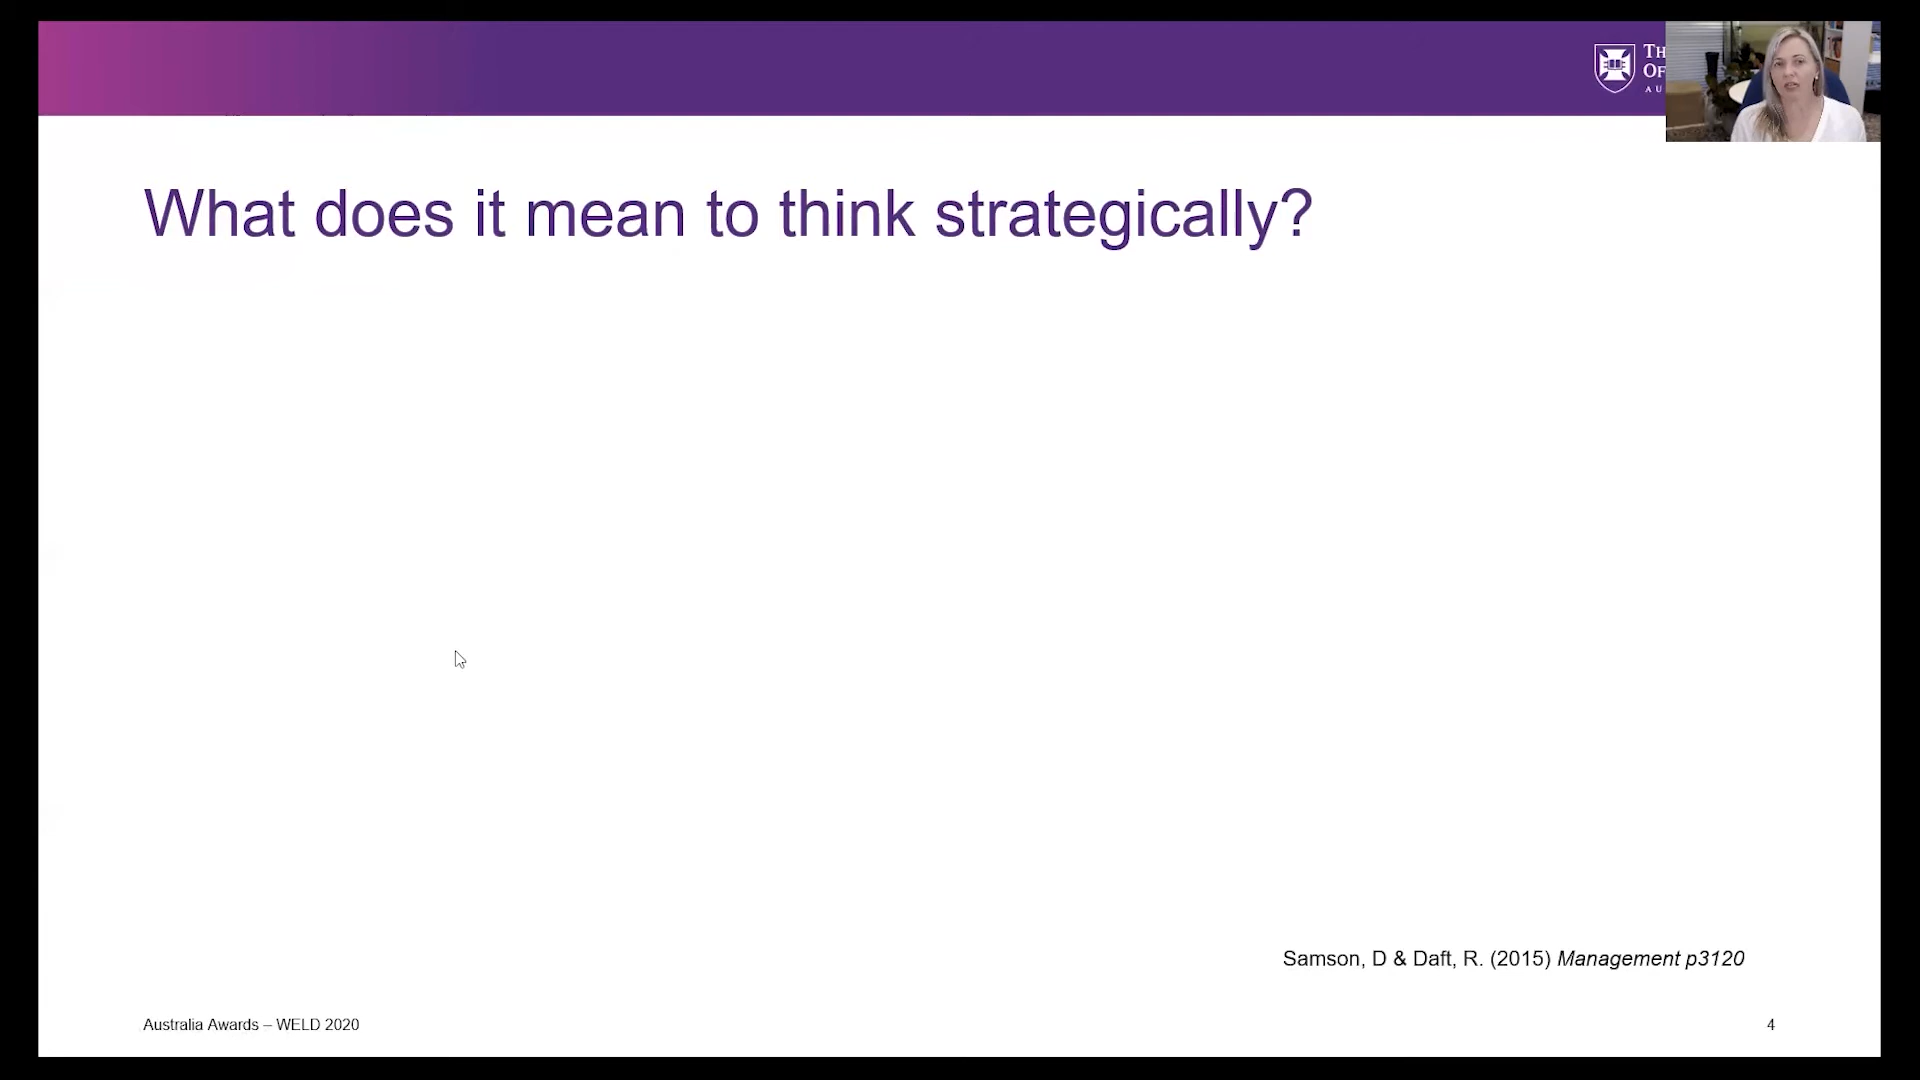 What does it mean to think strategically?
Samson, D & Daft, R. (2015) Management p3120
Australia Awards – WELD 2020
4